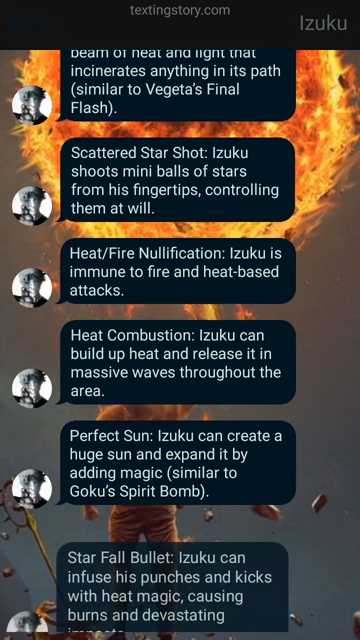 textingstory.com
Izuku
beam of heat and light that
incinerates anything in its path
(similar to Vegeta's Final
Flash).
Scattered Star Shot: Izuku
shoots mini balls of stars
from his fingertips, controlling
them at will.
Heat/Fire Nullification: Izuku is
immune to fire and heat-based
attacks.
Heat Combustion: Izuku can
build up heat and release it in
massive waves throughout the
area.
Perfect Sun: Izuku can create a
huge sun and expand it by
adding magic (similar to
Goku's Spirit Bomb).
Star Fall Bullet: Izuku can
infuse his punches and kicks
with heat magic, causing
burns and devastating